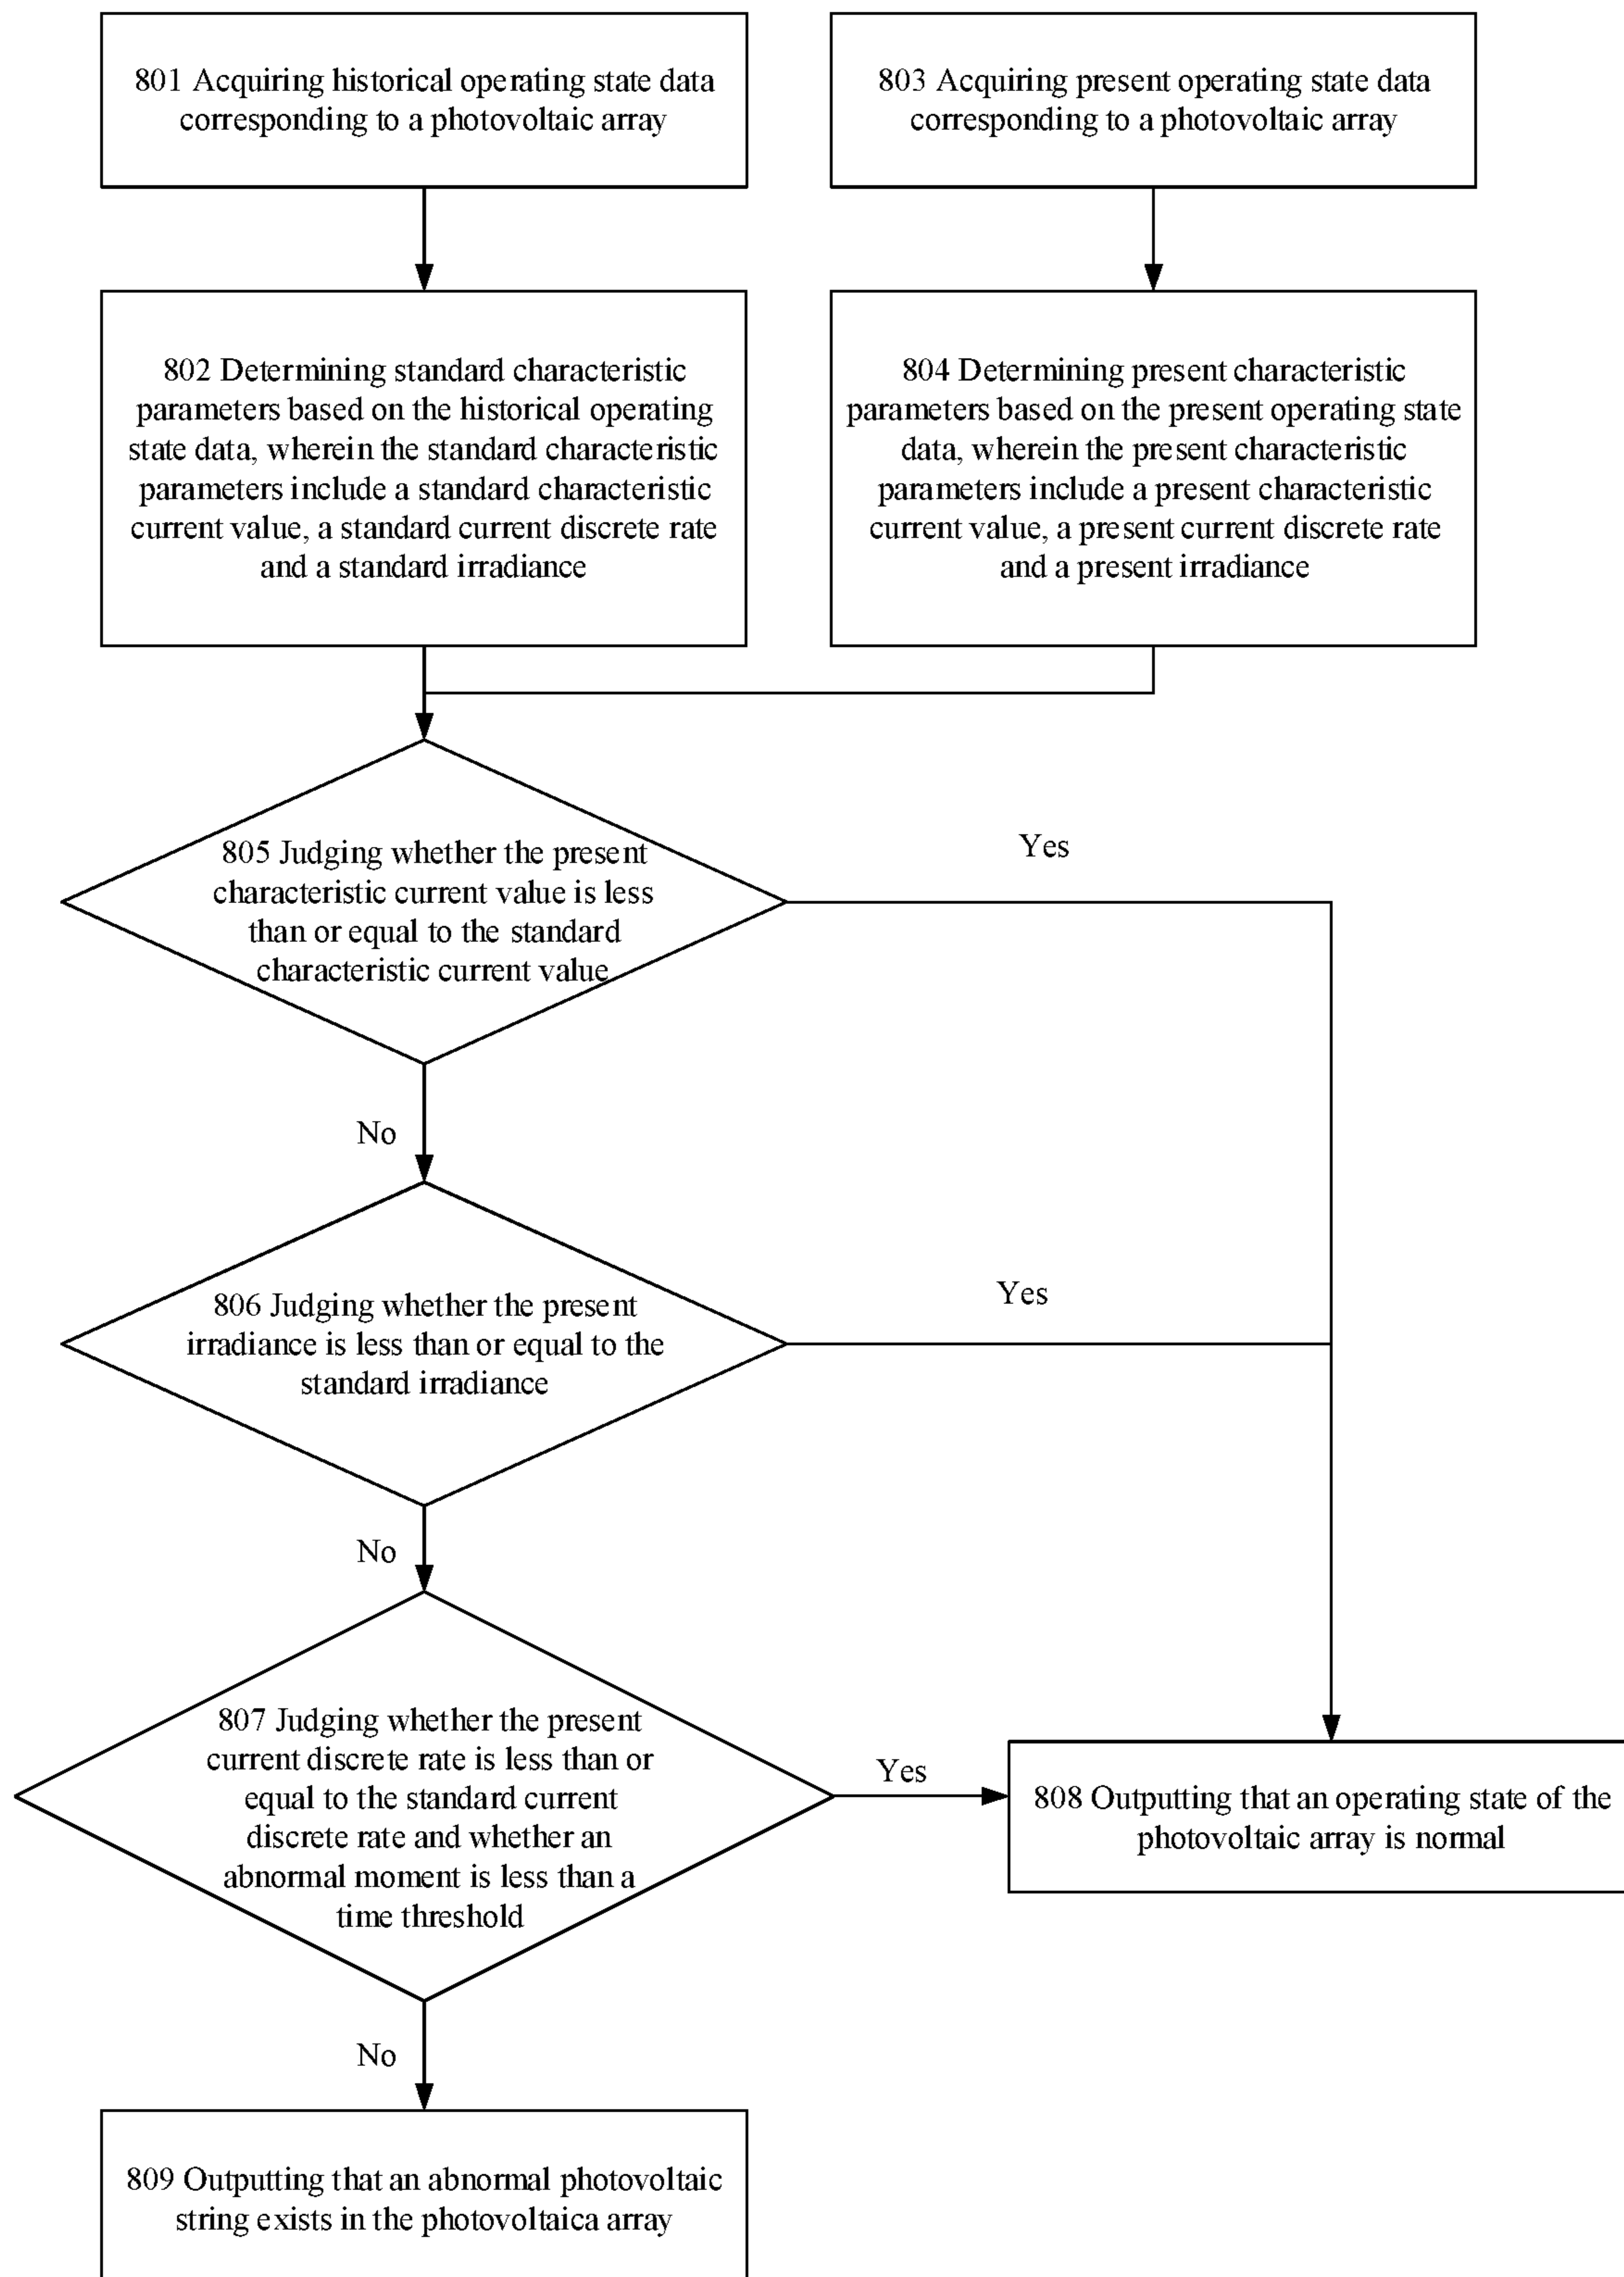 801 Acquiring historical operating state data
corresponding to a photovoltaic array
803 Acquiring present operating state data
corresponding to a photovoltaic array
802 Determining standard characteristic
parameters based on the historical operating
state data, wherein the standard characteristic
parameters include a standard characteristic
current value, a standard current discrete rate
and a standard irradiance
804 Determining present characteristic
parameters based on the present operating state
data, wherein the present characteristic
parameters include a present characteristic
current value, a present current discrete rate
and a present irradiance
805 Judging whether the present
characteristic current value is less
than or equal to the standard
characteristic current value
Yes
No
806 Judging whether the present
irradiance is less than or equal to the
standard irradiance
Yes
No
807 Judging whether the present
current discrete rate is less than or
equal to the standard current
discrete rate and whether an
abnormal moment is less than a
time threshold
Yes
808 Outputting that an operating state of the
photovoltaic array is normal
No
809 Outputting that an abnormal photovoltaic
string exists in the photovoltaica array